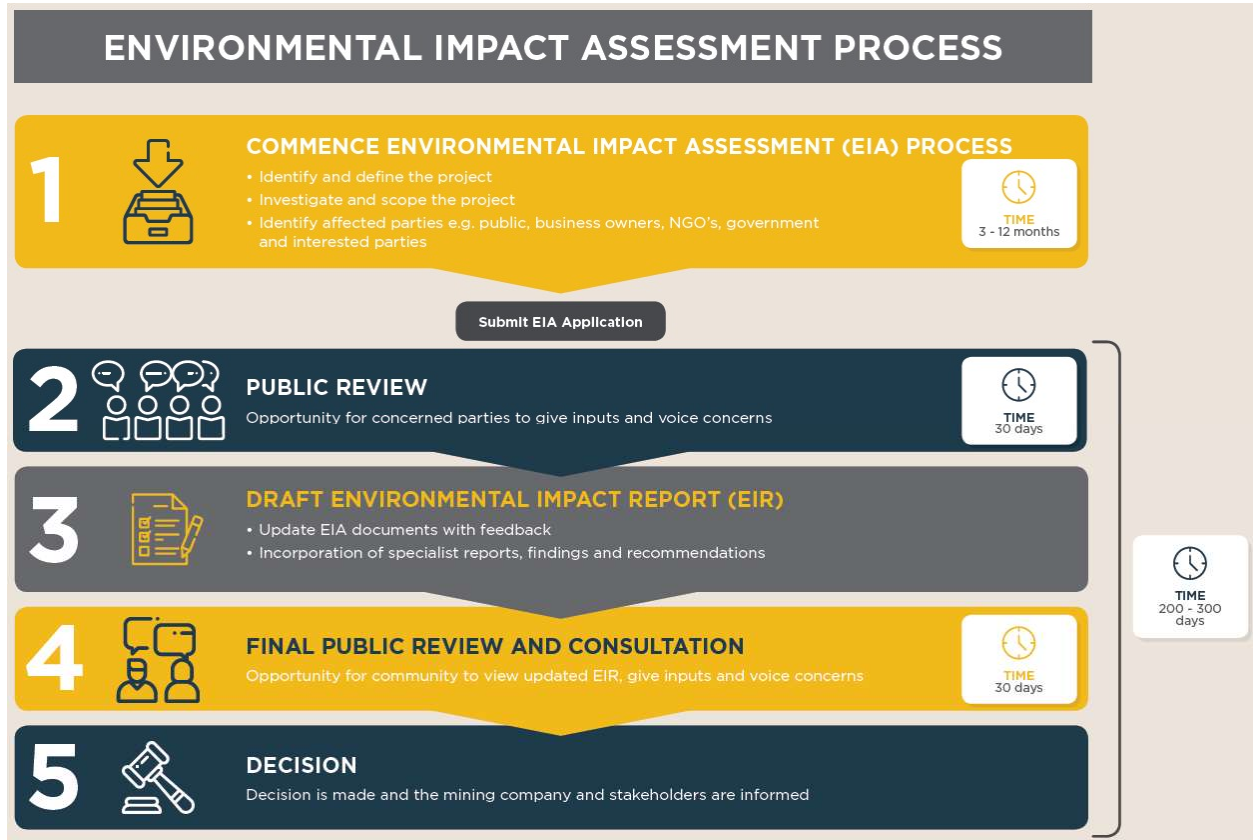 ENVIRONMENTAL IMPACT ASSESSMENT PROCESS
1
COMMENCE ENVIRONMENTAL IMPACT ASSESSMENT (EIA) PROCESS
• Identify and define the project
• Investigate and scope the project
• Identify affected parties e.g. public, business owners, NGO's, government
and interested parties
TIME
3 - 12 months
Submit EIA Application
2
PUBLIC REVIEW
Opportunity for concerned parties to give inputs and voice concerns
TIME
30 days
3
DRAFT ENVIRONMENTAL IMPACT REPORT (EIR)
• Update EIA documents with feedback
• Incorporation of specialist reports, findings and recommendations
4
FINAL PUBLIC REVIEW AND CONSULTATION
Opportunity for community to view updated EIR, give inputs and voice concerns
TIME
30 days
5
DECISION
Decision is made and the mining company and stakeholders are informed
TIME
200 - 300
days